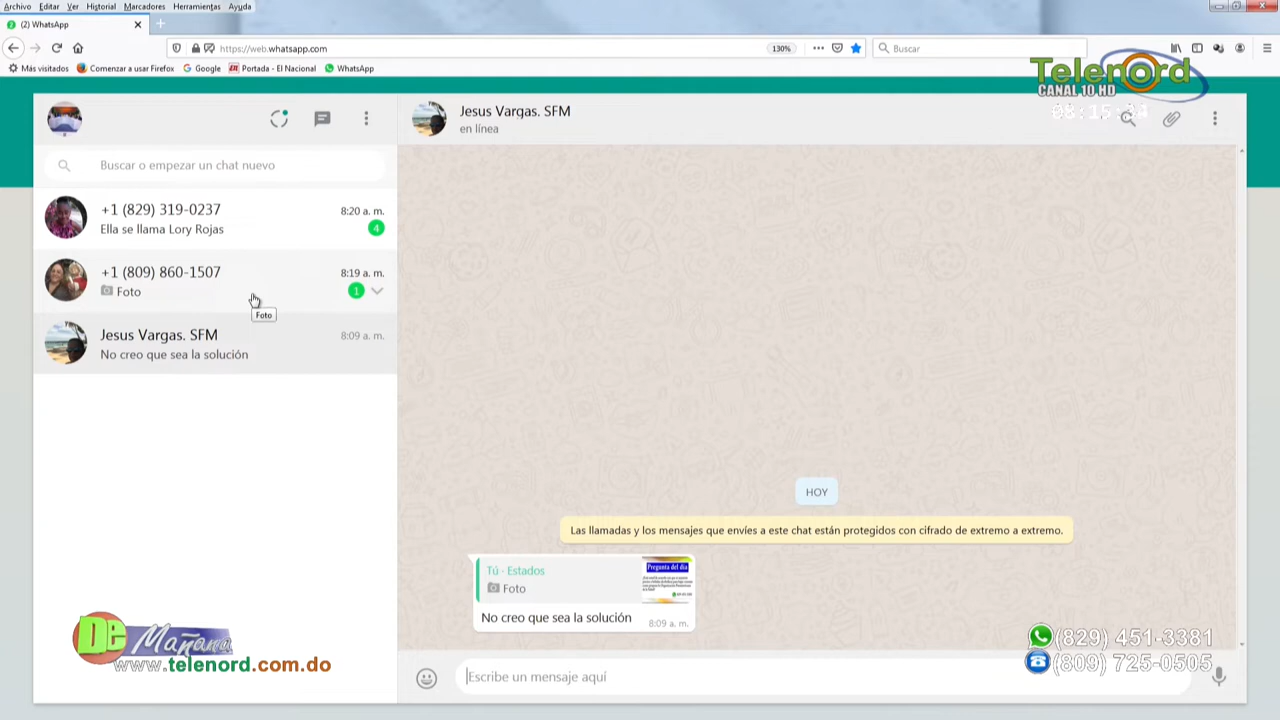 Archivo Editar Ver Historial Marcadores Herramientas Ayuda
(2) WhatsApp
https://web.whatsapp.com
130%
Buscar
Más visitados Comenzar a usar Firefox Google Portada - El Nacional WhatsApp
Telenord
CANAL 10 HD
Jesus Vargas. SFM
en línea
Buscar o empezar un chat nuevo
+1 (829) 319-0237 8:20 a. m.
Ella se llama Lory Rojas 4
+1 (809) 860-1507 8:19 a. m.
Foto 1
Foto
Jesus Vargas. SFM 8:09 a. m.
No creo que sea la solución
HOY
Las llamadas y los mensajes que envíes a este chat están protegidos con cifrado de extremo a extremo.
Tú · Estados
Foto
Pregunta del día
No creo que sea la solución 8:09 a. m.
Escribe un mensaje aquí
De Mañana
www.telenord.com.do
(829) 451-3381
(809) 725-0505